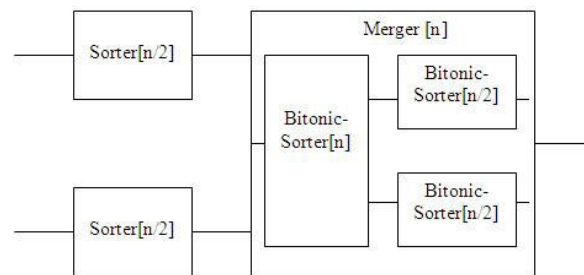 Sorter[n/2]
Merger [n]
Bitonic-
Sorter[n]
Bitonic-
Sorter[n/2]
Bitonic-
Sorter[n/2]
Sorter[n/2]